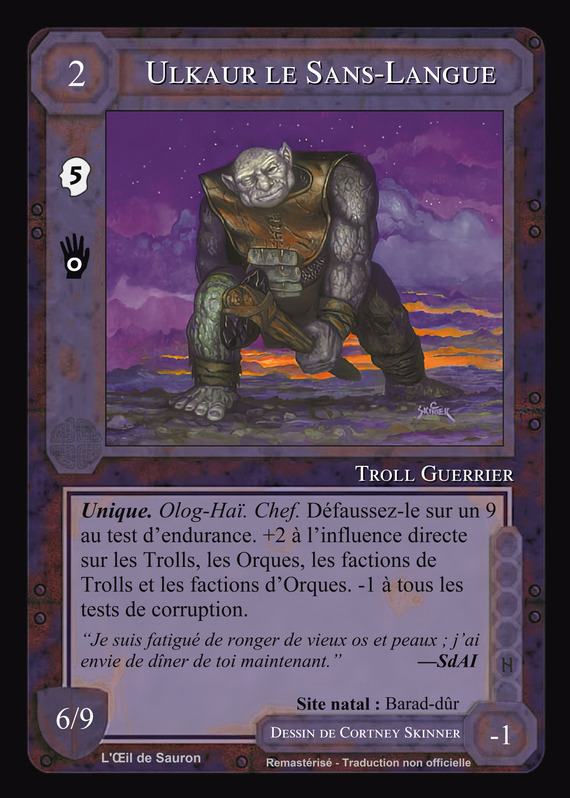 2
ULKAUR LE SANS-LANGUE
5
0
SKINNER
TROLL GUERRIER
Unique. Olog-Haï. Chef. Défaussez-le sur un 9
au test d’endurance. +2 à l’influence directe
sur les Trolls, les Orques, les factions de
Trolls et les factions d’Orques. -1 à tous les
tests de corruption.
“Je suis fatigué de ronger de vieux os et peaux ; j’ai
envie de dîner de toi maintenant.” —SdAI
Site natal : Barad-dûr
6/9
DESSIN DE CORTNEY SKINNER
-1
L'Œil de Sauron
Remastérisé - Traduction non officielle